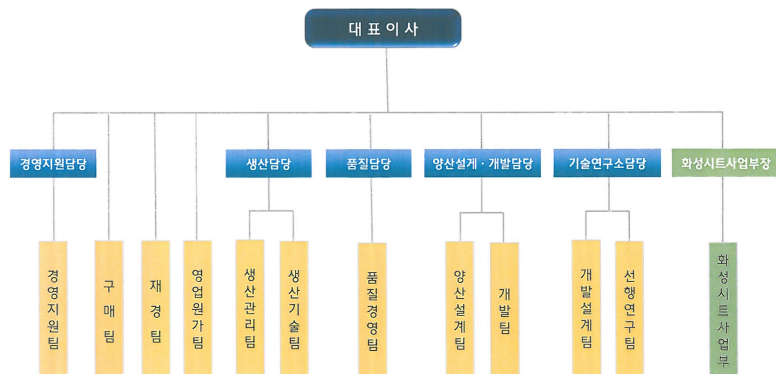 대표이사
경영지원담당
생산담당
품질담당
양산설게·개발담당
기술연구소담당
화성시트사업부장
경영지원팀
구매팀
재경팀
영업원가팀
생산관리팀
생산기술팀
품질경영팀
양산설계팀
개발팀
개발설계팀
선행연구팀
화성시트사업부